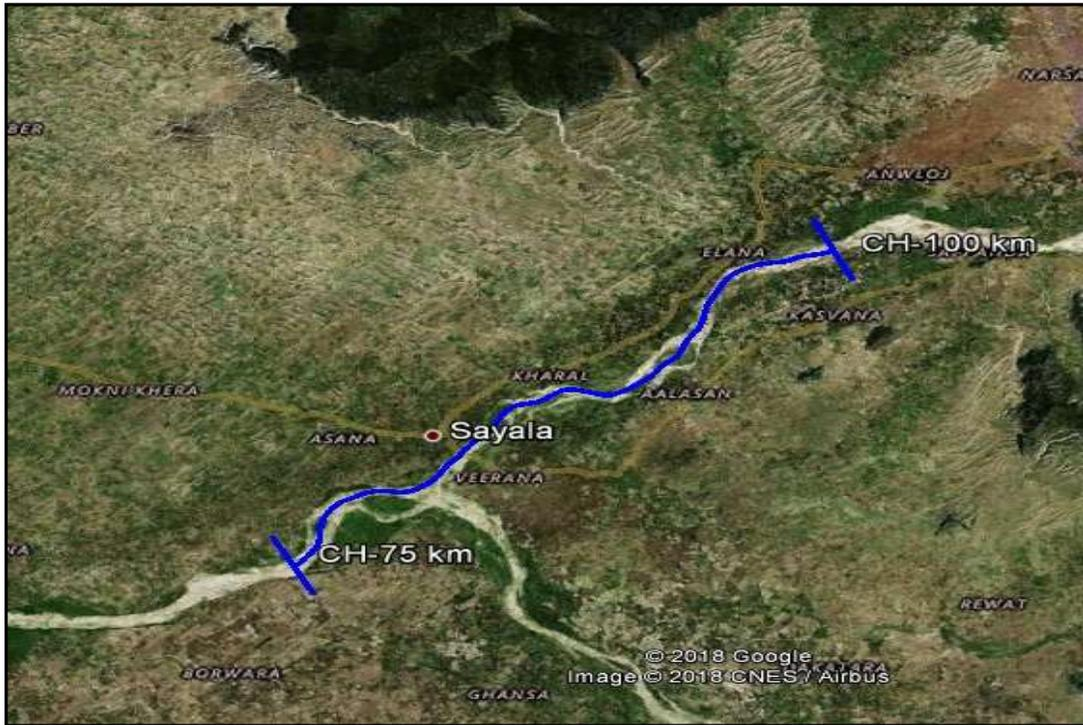 NARSA
BER
ANWLOJ
ELANA
CH-100 km
KASVANA
KHARAL
MOKNI KHERA
AALASAN
Sayala
ASANA
VEERANA
CH-75 km
NA
REWAT
© 2018 Google
BORWARA
Image © 2018 CNES / Airbus
GHANSA